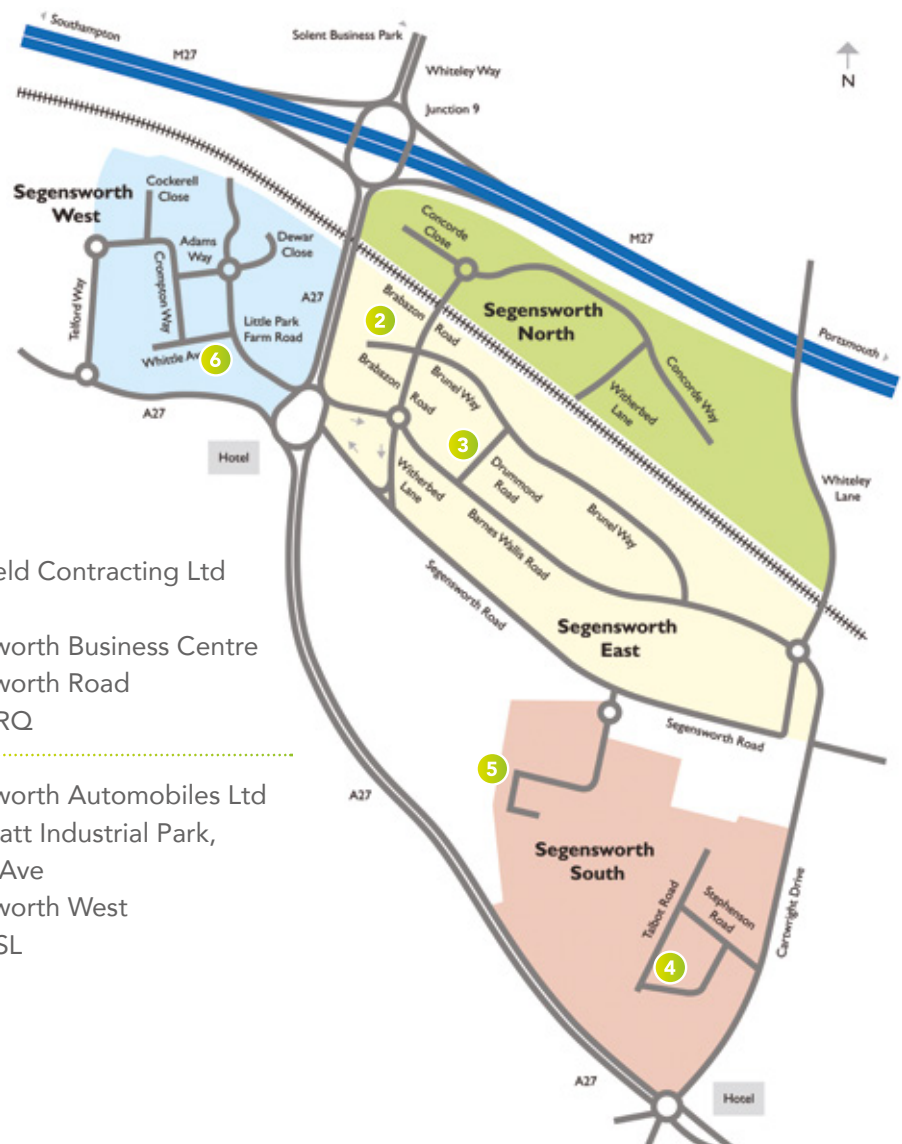 Southampton
M27
Solent Business Park
Whiteley Way
Junction 9
N
Segensworth
West
Cockerell
Close
Adams
Way
Dewar
Close
Telford Way
Crompton Way
A27
Little Park
Farm Road
Whittle Av
6
A27
Hotel
Concorde
Close
M27
Segensworth
North
Portsmouth
Brabazon
Road
2
Brabazon
Road
Brunel Way
Witherbed
Lane
Concorde Way
3
Drummond
Road
Witherbed
Lane
Barnes Wallis Road
Brunel Way
Whiteley
Lane
Segensworth Road
Segensworth
East
Segensworth Road
eld Contracting Ltd
worth Business Centre
worth Road
RQ
worth Automobiles Ltd
att Industrial Park,
Ave
worth West
SL
5
A27
Segensworth
South
Talbot Road
Stephenson
Road
Cartwright Drive
4
A27
Hotel